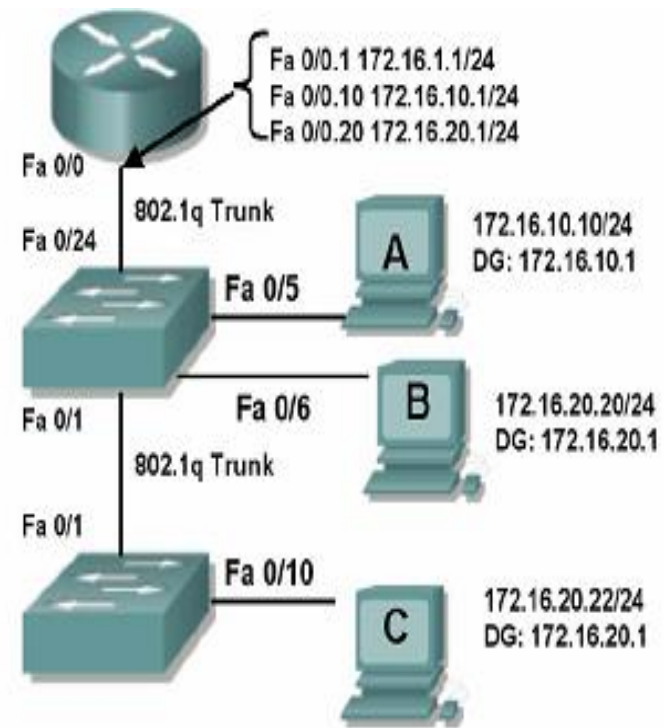 Fa 0/0.1 172.16.1.1/24
Fa 0/0.10 172.16.10.1/24
Fa 0/0.20 172.16.20.1/24
Fa 0/0
802.1q Trunk
Fa 0/24
Fa 0/5
A
172.16.10.10/24
DG: 172.16.10.1
Fa 0/1
Fa 0/6
B
172.16.20.20/24
DG: 172.16.20.1
802.1q Trunk
Fa 0/1
Fa 0/10
C
172.16.20.22/24
DG: 172.16.20.1